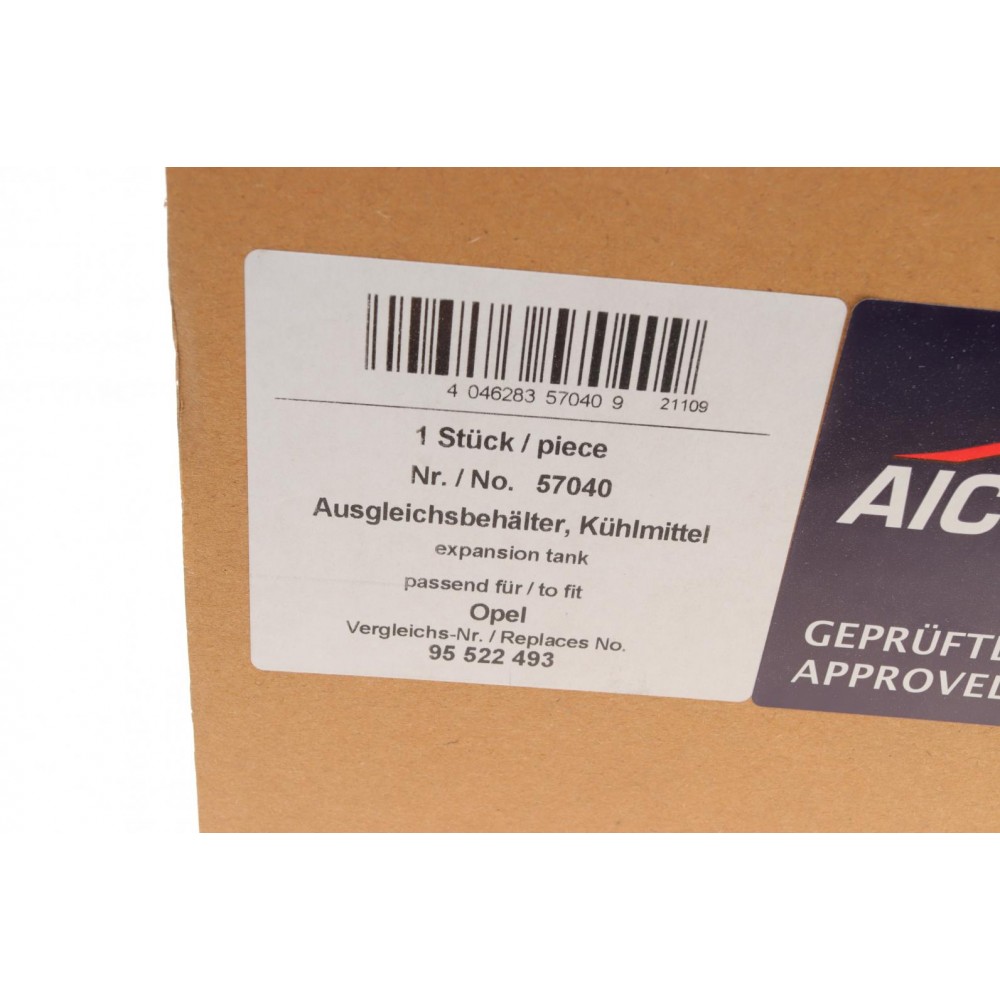 4 046283 57040 9 21109
1 Stück / piece
Nr. / No. 57040
Ausgleichsbehälter, Kühlmittel
expansion tank
passend für / to fit
Opel
Vergleichs-Nr. / Replaces No.
95 522 493
AIC
GEPRÜFTE
APPROVED